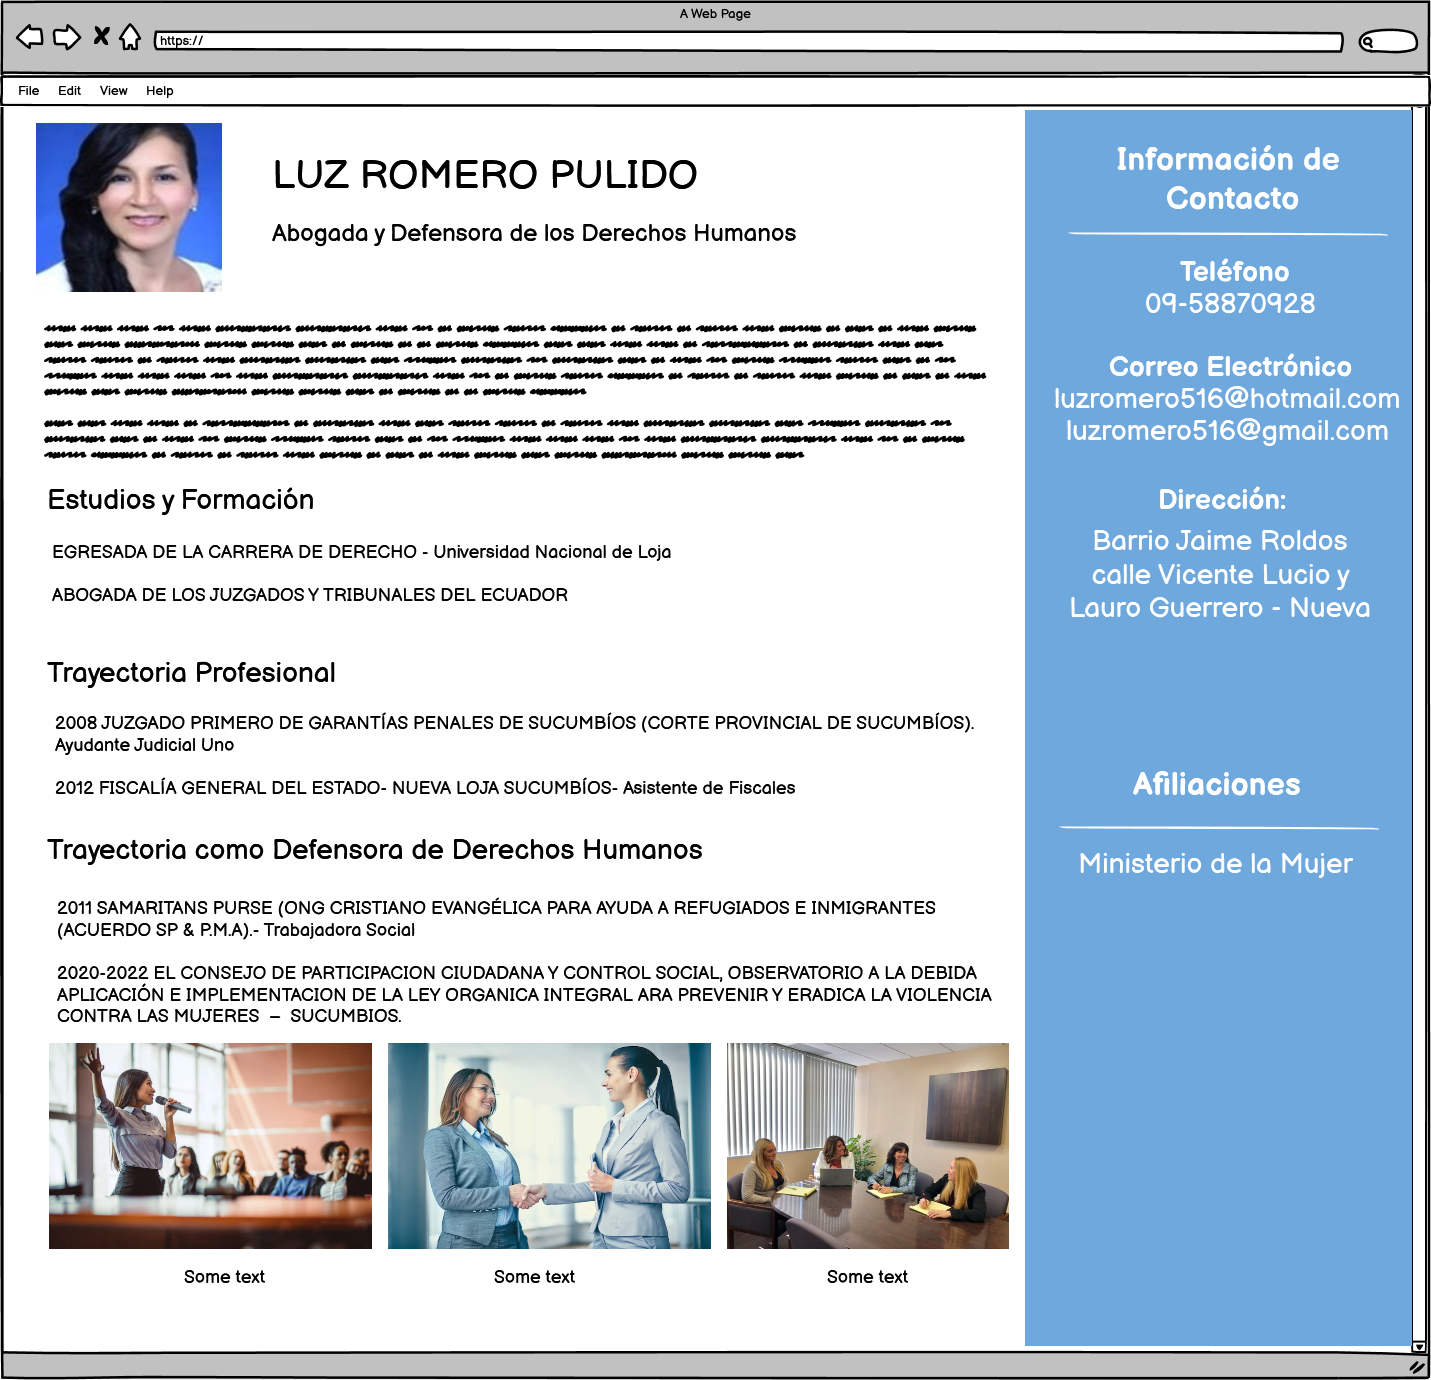 A Web Page
https://
File Edit View Help
LUZ ROMERO PULIDO
Abogada y Defensora de los Derechos Humanos
Estudios y Formación
EGRESADA DE LA CARRERA DE DERECHO - Universidad Nacional de Loja
ABOGADA DE LOS JUZGADOS Y TRIBUNALES DEL ECUADOR
Trayectoria Profesional
2008 JUZGADO PRIMERO DE GARANTÍAS PENALES DE SUCUMBÍOS (CORTE PROVINCIAL DE SUCUMBÍOS).
Ayudante Judicial Uno
2012 FISCALÍA GENERAL DEL ESTADO- NUEVA LOJA SUCUMBÍOS- Asistente de Fiscales
Trayectoria como Defensora de Derechos Humanos
2011 SAMARITANS PURSE (ONG CRISTIANO EVANGÉLICA PARA AYUDA A REFUGIADOS E INMIGRANTES
(ACUERDO SP & P.M.A).- Trabajadora Social
2020-2022 EL CONSEJO DE PARTICIPACION CIUDADANA Y CONTROL SOCIAL, OBSERVATORIO A LA DEBIDA
APLICACIÓN E IMPLEMENTACION DE LA LEY ORGANICA INTEGRAL ARA PREVENIR Y ERADICA LA VIOLENCIA
CONTRA LAS MUJERES – SUCUMBIOS.
Some text
Some text
Some text
Información de
Contacto
Teléfono
09-58870928
Correo Electrónico
luzromero516@hotmail.com
luzromero516@gmail.com
Dirección:
Barrio Jaime Roldos
calle Vicente Lucio y
Lauro Guerrero - Nueva
Afiliaciones
Ministerio de la Mujer